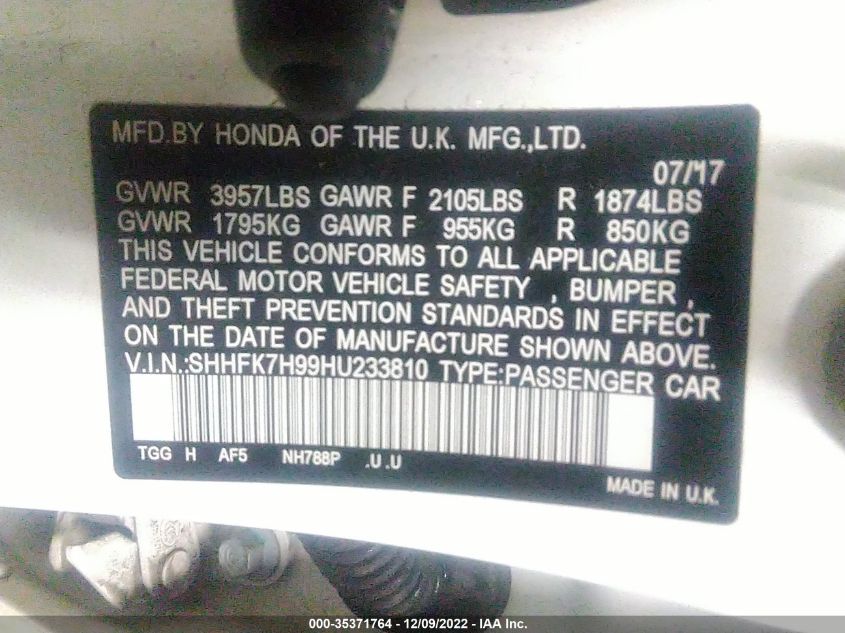 MFD.BY HONDA OF THE U.K. MFG.,LTD.
07/17
GVWR 3957LBS GAWR F 2105LBS R 1874LBS
GVWR 1795KG GAWR F 955KG R 850KG
THIS VEHICLE CONFORMS TO ALL APPLICABLE
FEDERAL MOTOR VEHICLE SAFETY , BUMPER ,
AND THEFT PREVENTION STANDARDS IN EFFECT
ON THE DATE OF MANUFACTURE SHOWN ABOVE.
V.I.N.:SHHFK7H99HU233810 TYPE:PASSENGER CAR
TGG H AF5 NH788P .U .U
MADE IN U.K.
000-35371764 - 12/09/2022 - IAA Inc.